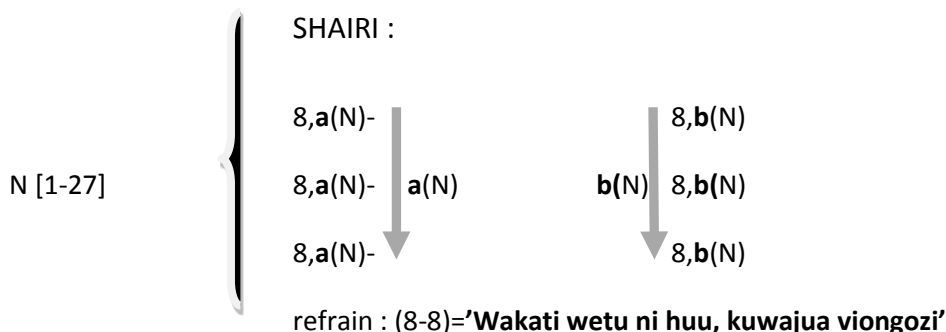 SHAIRI :
8,a(N)- 8,b(N)
N [1-27] 8,a(N)- a(N) b(N) 8,b(N)
8,a(N)- 8,b(N)
refrain : (8-8)=’Wakati wetu ni huu, kuwajua viongozi’